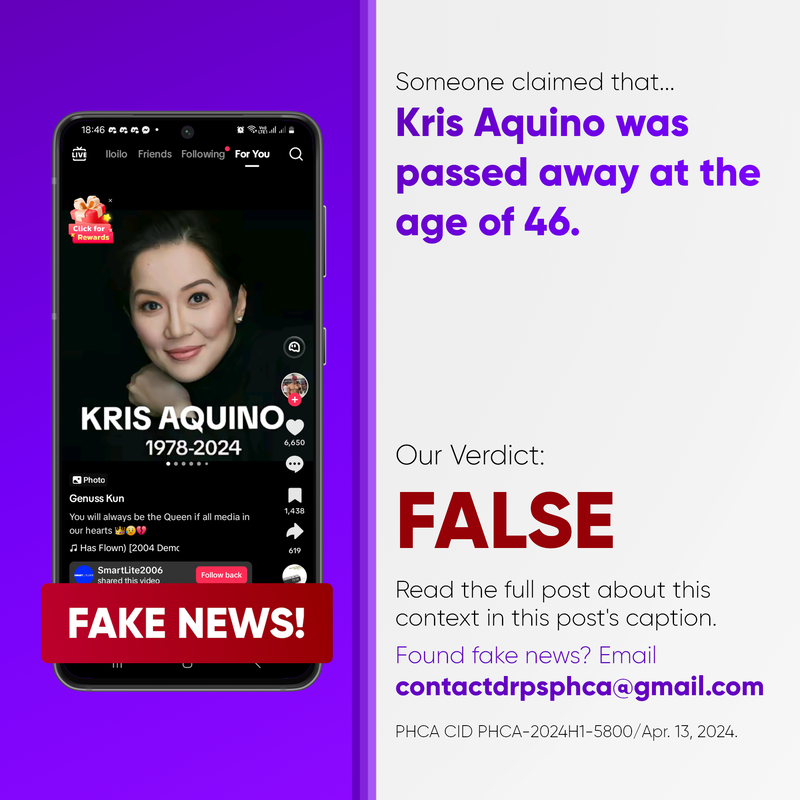 18:46
LIVE
Iloilo Friends Following For You
Click for
Rewards
KRIS AQUINO
1978-2024
6,650
1,438
619
Photo
Genuss Kun
You will always be the Queen if all media in
our hearts 👑🥹💔
Has Flown) [2004 Demo
SmartLite2006
shared this video
Follow back
FAKE NEWS!
Someone claimed that...
Kris Aquino was
passed away at the
age of 46.
Our Verdict:
FALSE
Read the full post about this
context in this post's caption.
Found fake news? Email
contactdrpsphca@gmail.com
PHCA CID PHCA-2024H1-5800/Apr. 13, 2024.